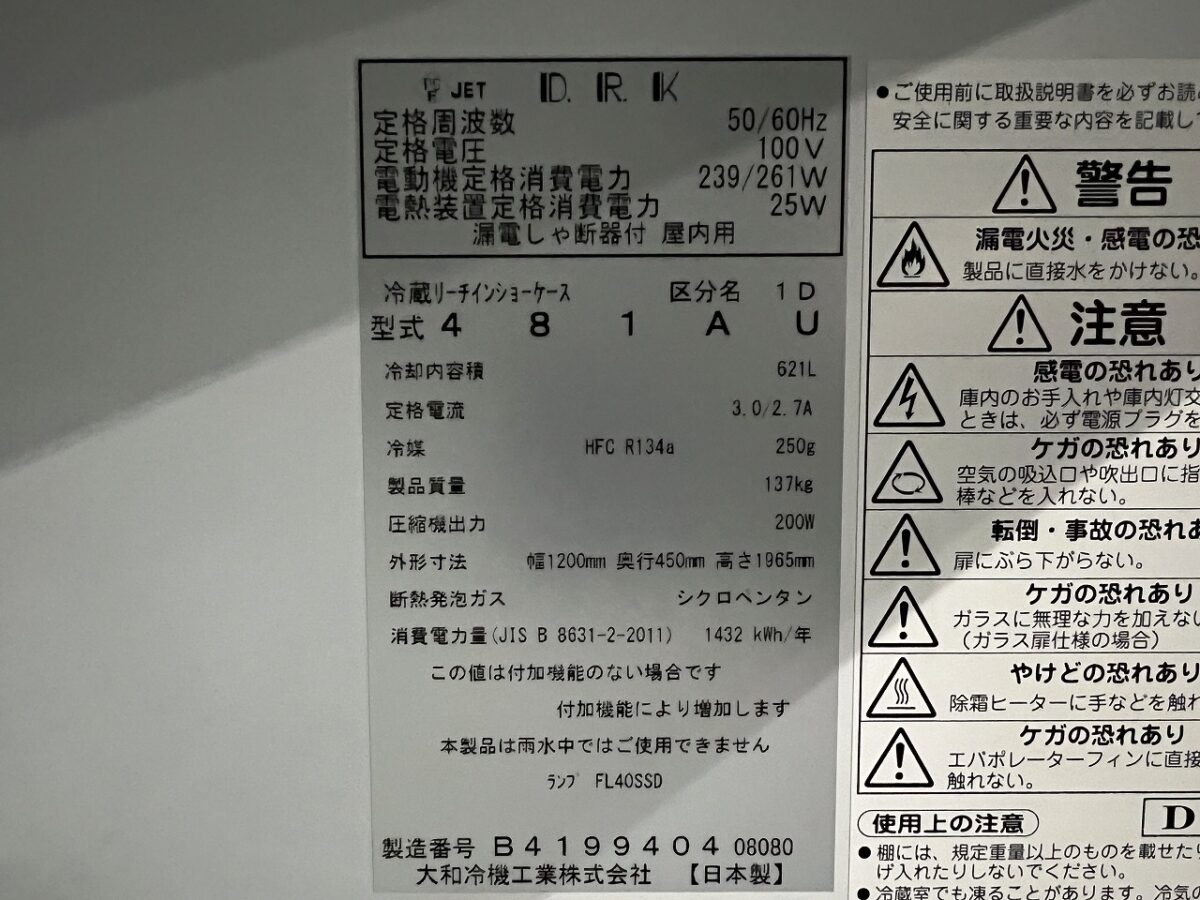 PS E JET D.R.K
定格周波数 50/60Hz
定格電圧 100V
電動機定格消費電力 239/261W
電熱装置定格消費電力 25W
漏電しゃ断器付 屋内用
冷蔵リーチインショーケース 区分名 1D
型式 4 8 1 A U
冷却内容積 621L
定格電流 3.0/2.7A
冷媒 HFC R134a 250g
製品質量 137kg
圧縮機出力 200W
外形寸法 幅1200mm 奥行450mm 高さ1965mm
断熱発泡ガス シクロペンタン
消費電力量(JIS B 8631-2-2011) 1432 kWh/年
この値は付加機能のない場合です
付加機能により増加します
本製品は雨水中ではご使用できません
ランプ FL40SSD
製造番号 B4199404 08080
大和冷機工業株式会社 【日本製】
●ご使用前に取扱説明書を必ずお読
安全に関する重要な内容を記載し
警告
漏電火災・感電の恐
製品に直接水をかけない。
注意
感電の恐れあり
庫内のお手入れや庫内灯交
ときは、必ず電源プラグを
ケガの恐れあり
空気の吸込口や吹出口に指
棒などを入れない。
転倒・事故の恐れあ
扉にぶら下がらない。
ケガの恐れあり
ガラスに無理な力を加えない
(ガラス扉仕様の場合)
やけどの恐れあり
除霜ヒーターに手などを触れ
ケガの恐れあり
エバポレーターフィンに直接
触れない。
使用上の注意 D
●棚には、規定重量以上のものを載せたり
げ入れたりしないでください。
●冷蔵室でも凍ることがあります。冷気の